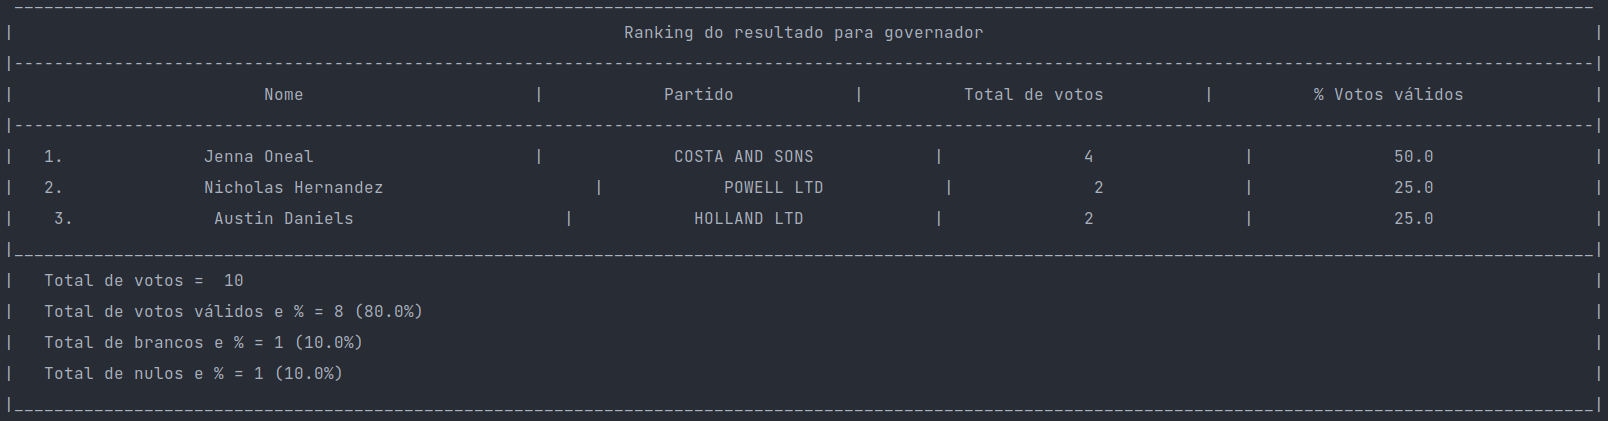 Ranking do resultado para governador
| Nome | Partido | Total de votos | % Votos válidos |
| 1. Jenna Oneal | COSTA AND SONS | 4 | 50.0 |
| 2. Nicholas Hernandez | POWELL LTD | 2 | 25.0 |
| 3. Austin Daniels | HOLLAND LTD | 2 | 25.0 |
| Total de votos =  10 |
| Total de votos válidos e % = 8 (80.0%) |
| Total de brancos e % = 1 (10.0%) |
| Total de nulos e % = 1 (10.0%) |